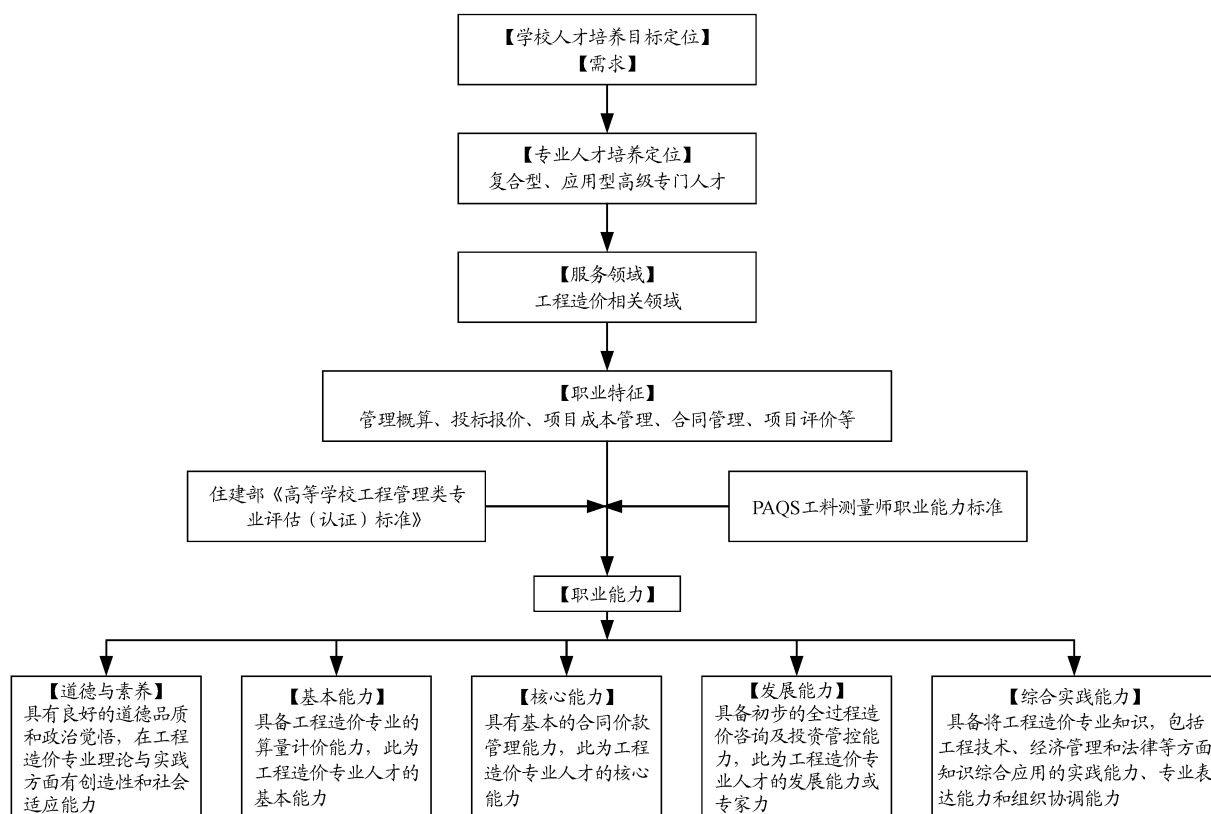 【学校人才培养目标定位】
【需求】
【专业人才培养定位】
复合型、应用型高级专门人才
【服务领域】
工程造价相关领域
【职业特征】
管理概算、投标报价、项目成本管理、合同管理、项目评价等
住建部《高等学校工程管理类专
业评估（认证）标准》
PAQS工料测量师职业能力标准
【职业能力】
【道德与素养】
具有良好的道德品质
和政治觉悟，在工程
造价专业理论与实践
方面有创造性和社会
适应能力
【基本能力】
具备工程造价专业的
算量计价能力，此为
工程造价专业人才的
基本能力
【核心能力】
具有基本的合同价款
管理能力，此为工程
造价专业人才的核心
能力
【发展能力】
具备初步的全过程造
价咨询及投资管控能
力，此为工程造价专
业人才的发展能力或
专家力
【综合实践能力】
具备将工程造价专业知识，包括
工程技术、经济管理和法律等方面
知识综合应用的实践能力、专业表
达能力和组织协调能力